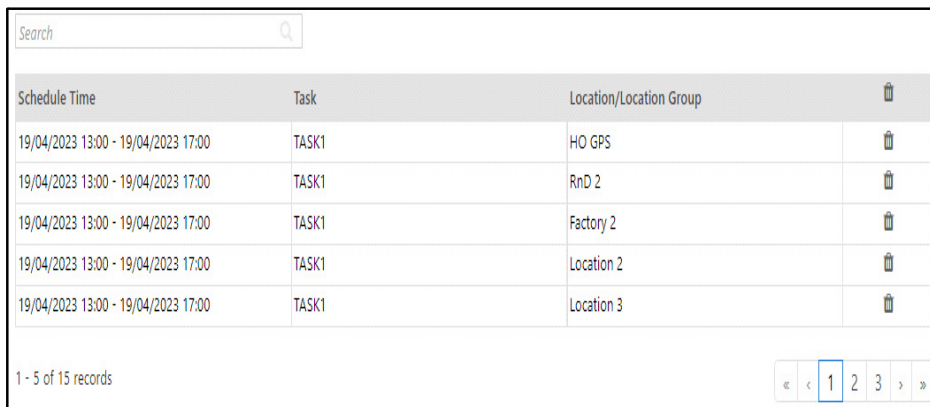 Search
Schedule Time Task Location/Location Group
19/04/2023 13:00 - 19/04/2023 17:00 TASK1 HO GPS
19/04/2023 13:00 - 19/04/2023 17:00 TASK1 RnD 2
19/04/2023 13:00 - 19/04/2023 17:00 TASK1 Factory 2
19/04/2023 13:00 - 19/04/2023 17:00 TASK1 Location 2
19/04/2023 13:00 - 19/04/2023 17:00 TASK1 Location 3
1 - 5 of 15 records « ‹ 1 2 3 › »